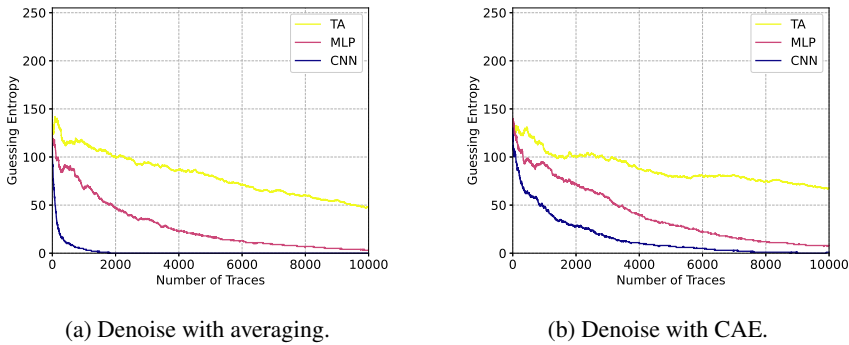 250
200
150
100
50
0
Guessing Entropy
TA
MLP
CNN
0 2000 4000 6000 8000 10000
Number of Traces
(a) Denoise with averaging.
250
200
150
100
50
0
Guessing Entropy
TA
MLP
CNN
0 2000 4000 6000 8000 10000
Number of Traces
(b) Denoise with CAE.